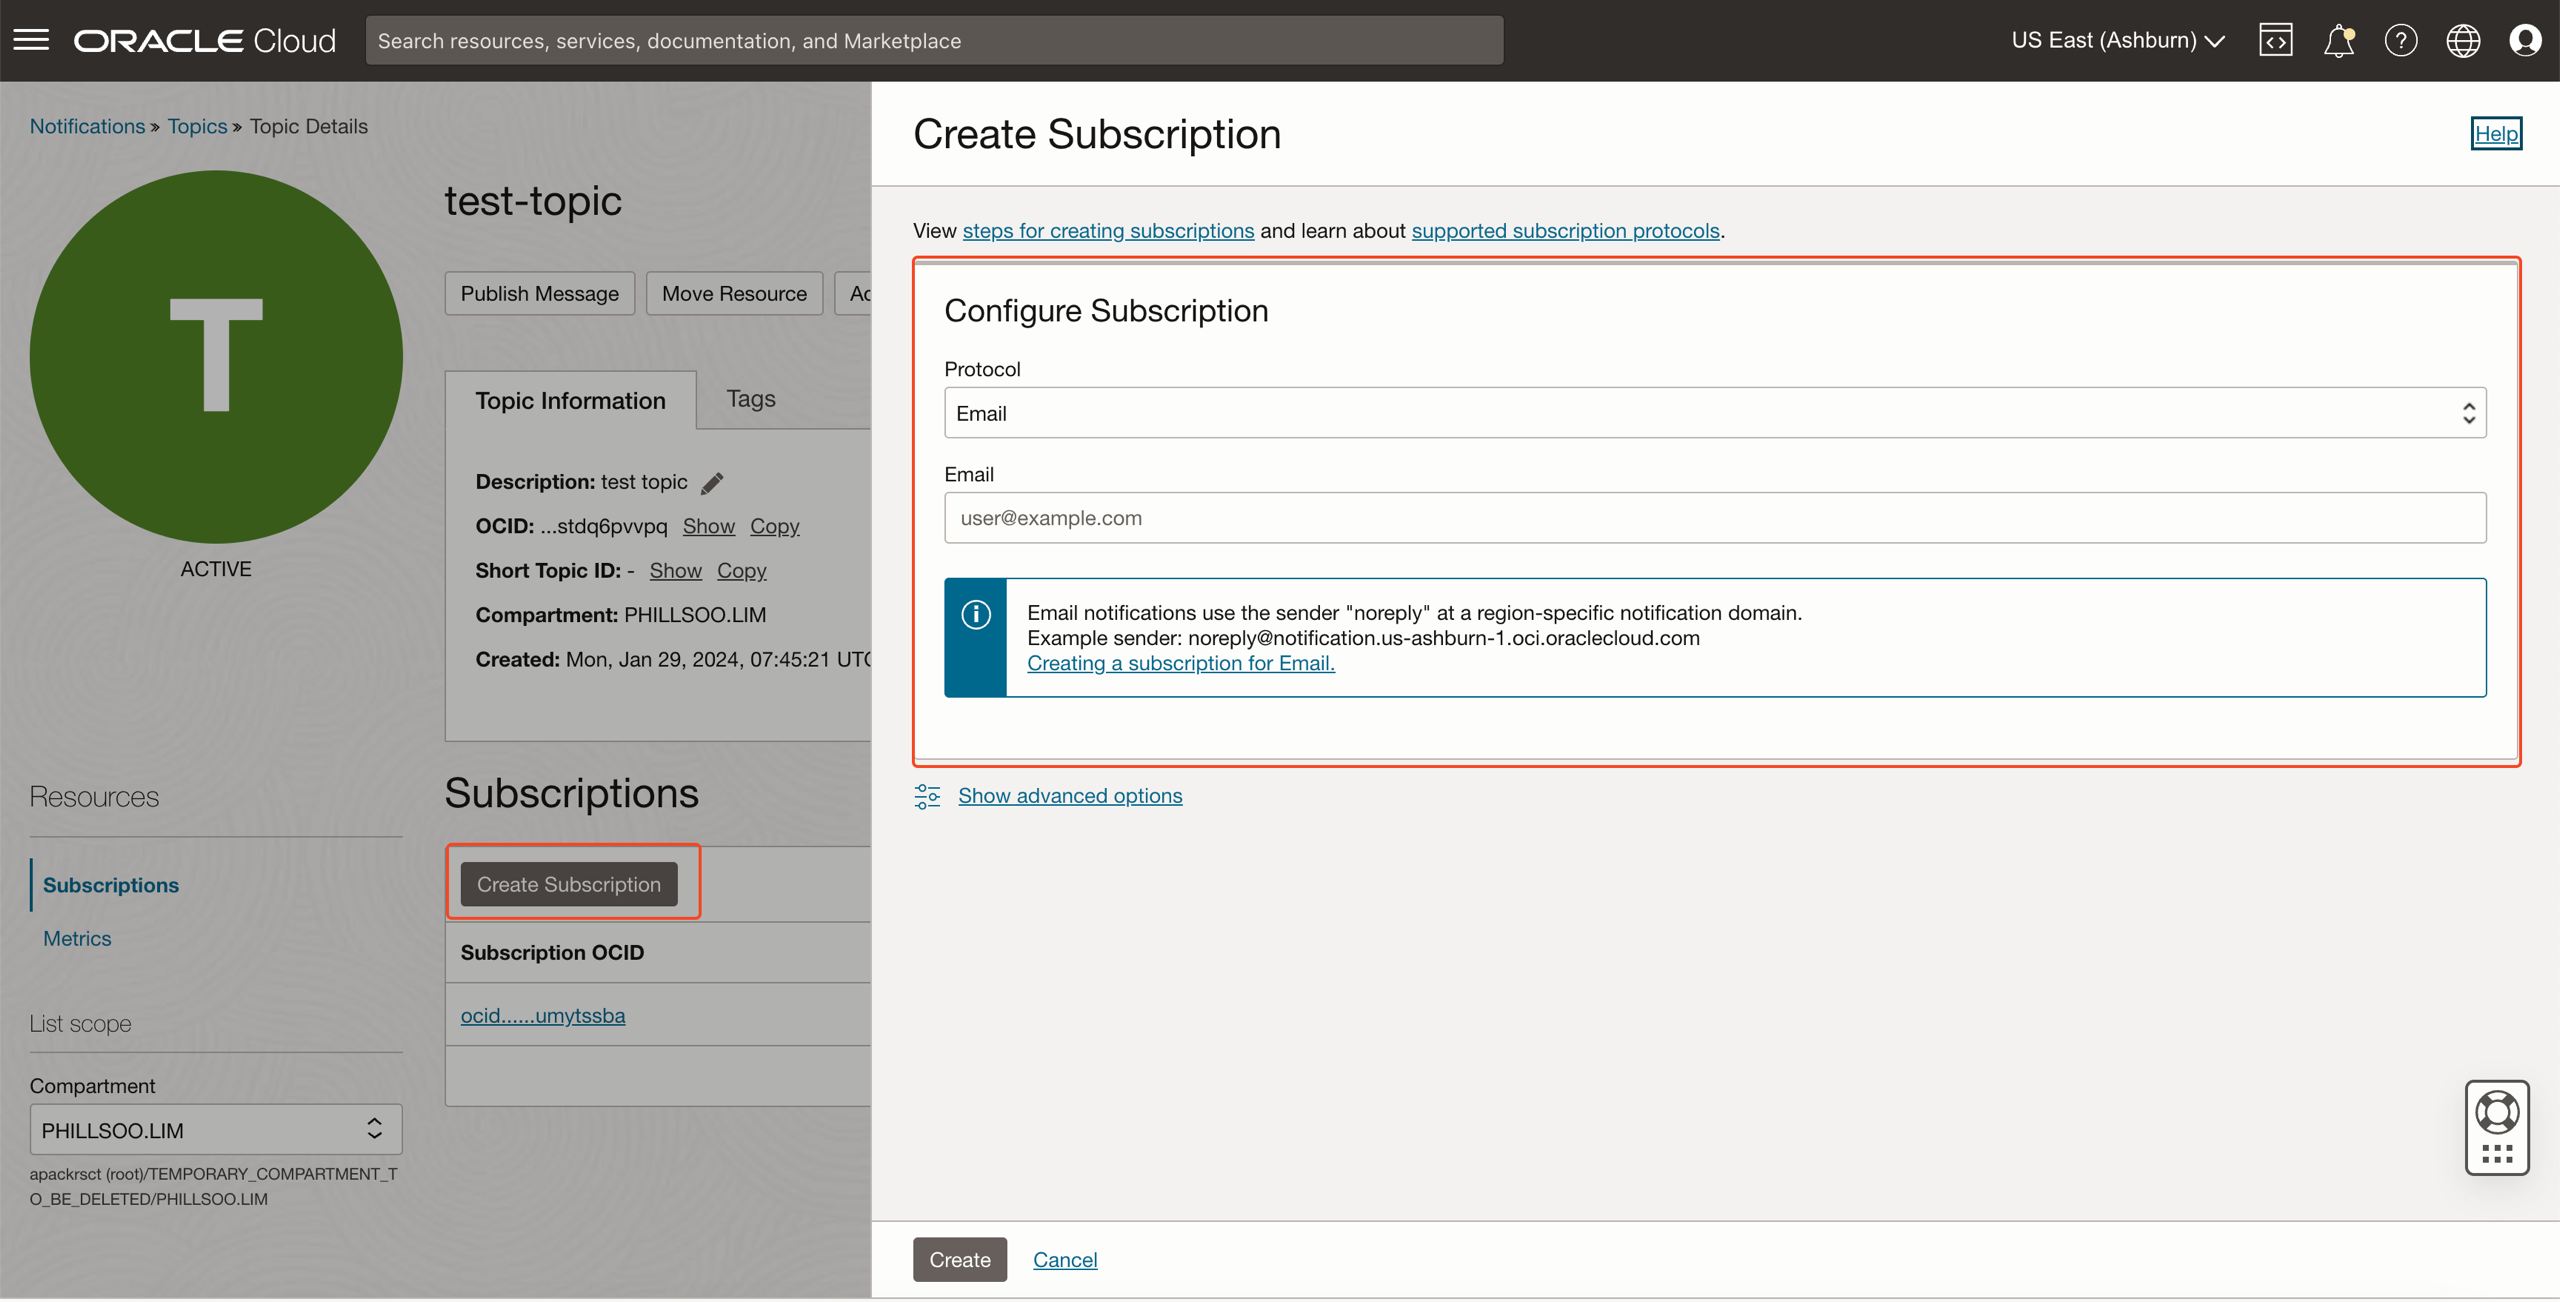 ORACLE Cloud
Search resources, services, documentation, and Marketplace
US East (Ashburn)
Notifications » Topics » Topic Details
T
ACTIVE
test-topic
Publish Message
Move Resource
Topic Information
Tags
Description: test topic
OCID: ...stdq6pvvpq Show Copy
Short Topic ID: - Show Copy
Compartment: PHILLSOO.LIM
Created: Mon, Jan 29, 2024, 07:45:21 UTC
Resources
Subscriptions
Metrics
List scope
Compartment
PHILLSOO.LIM
apackrsct (root)/TEMPORARY_COMPARTMENT_T
O_BE_DELETED/PHILLSOO.LIM
Subscriptions
Create Subscription
Subscription OCID
ocid......umytssba
Create Subscription
Help
View steps for creating subscriptions and learn about supported subscription protocols.
Configure Subscription
Protocol
Email
Email
user@example.com
Email notifications use the sender "noreply" at a region-specific notification domain.
Example sender: noreply@notification.us-ashburn-1.oci.oraclecloud.com
Creating a subscription for Email.
Show advanced options
Create
Cancel